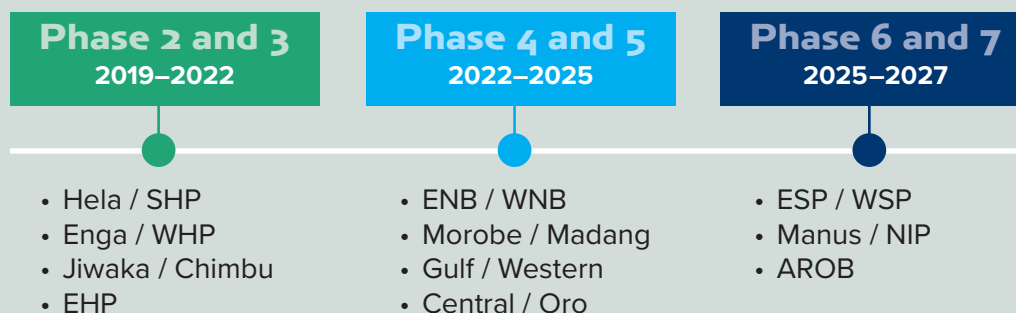 Phase 2 and 3
2019–2022
• Hela / SHP
• Enga / WHP
• Jiwaka / Chimbu
• EHP
Phase 4 and 5
2022–2025
• ENB / WNB
• Morobe / Madang
• Gulf / Western
• Central / Oro
Phase 6 and 7
2025–2027
• ESP / WSP
• Manus / NIP
• AROB